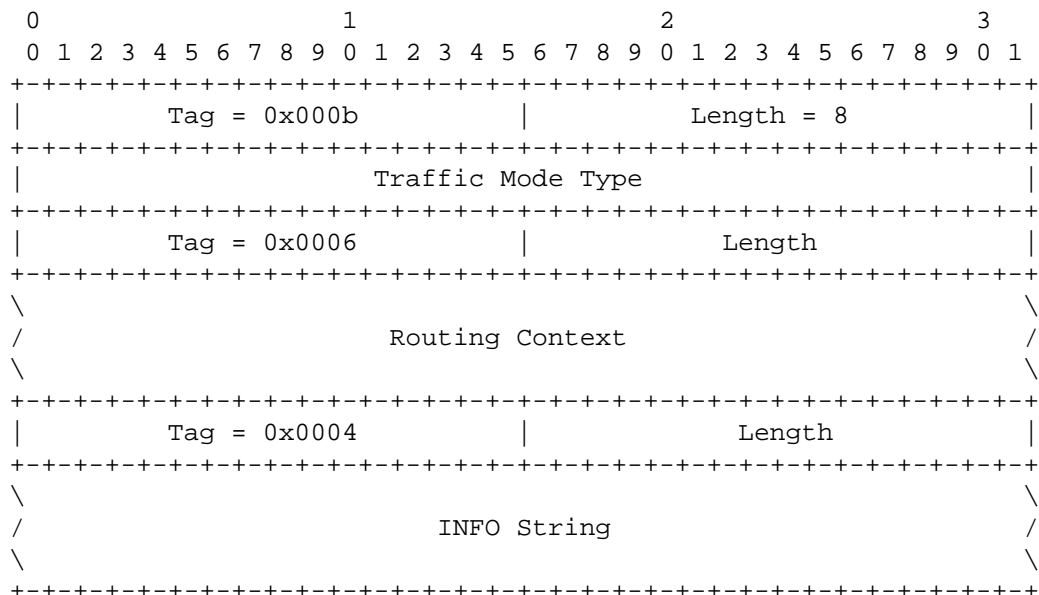 0                   1                   2                   3
 0 1 2 3 4 5 6 7 8 9 0 1 2 3 4 5 6 7 8 9 0 1 2 3 4 5 6 7 8 9 0 1
+-+-+-+-+-+-+-+-+-+-+-+-+-+-+-+-+-+-+-+-+-+-+-+-+-+-+-+-+-+-+-+-+
|         Tag = 0x000b          |          Length = 8           |
+-+-+-+-+-+-+-+-+-+-+-+-+-+-+-+-+-+-+-+-+-+-+-+-+-+-+-+-+-+-+-+-+
|                      Traffic Mode Type                        |
+-+-+-+-+-+-+-+-+-+-+-+-+-+-+-+-+-+-+-+-+-+-+-+-+-+-+-+-+-+-+-+-+
|         Tag = 0x0006          |            Length             |
+-+-+-+-+-+-+-+-+-+-+-+-+-+-+-+-+-+-+-+-+-+-+-+-+-+-+-+-+-+-+-+-+
\                                                               \
/                       Routing Context                         /
\                                                               \
+-+-+-+-+-+-+-+-+-+-+-+-+-+-+-+-+-+-+-+-+-+-+-+-+-+-+-+-+-+-+-+-+
|         Tag = 0x0004          |             Length            |
+-+-+-+-+-+-+-+-+-+-+-+-+-+-+-+-+-+-+-+-+-+-+-+-+-+-+-+-+-+-+-+-+
\                                                               \
/                          INFO String                          /
\                                                               \
+-+-+-+-+-+-+-+-+-+-+-+-+-+-+-+-+-+-+-+-+-+-+-+-+-+-+-+-+-+-+-+-+